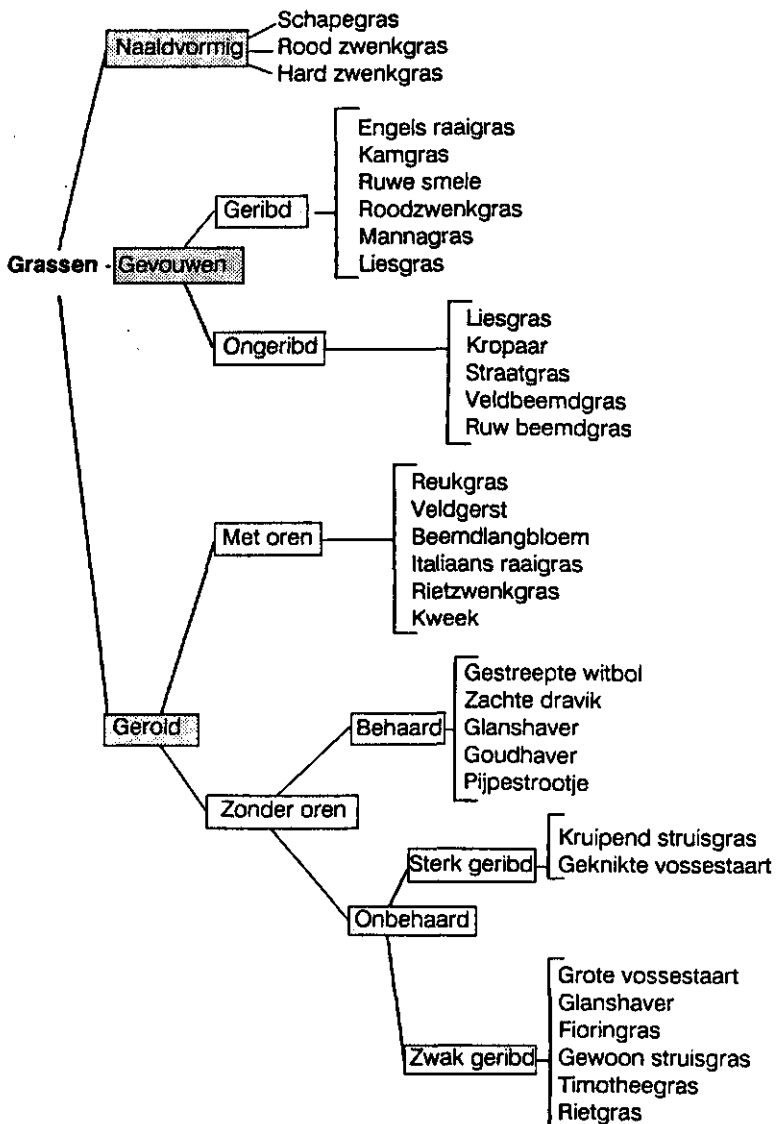 Naaldvormig
Schapegras
Rood zwenkgras
Hard zwenkgras
Grassen
Gevouwen
Geribd
Engels raaigras
Kamgras
Ruwe smele
Roodzwenkgras
Mannagras
Liesgras
Ongeribd
Liesgras
Kropaar
Straatgras
Veldbeemdgras
Ruw beemdgras
Gerold
Met oren
Reukgras
Veldgerst
Beemdlangbloem
Italiaans raaigras
Rietzwenkgras
Kweek
Zonder oren
Behaard
Gestreepte witbol
Zachte dravik
Glanshaver
Goudhaver
Pijpestrootje
Onbehaard
Sterk geribd
Kruipend struisgras
Geknikte vossestaart
Zwak geribd
Grote vossestaart
Glanshaver
Fioringras
Gewoon struisgras
Timotheegras
Rietgras